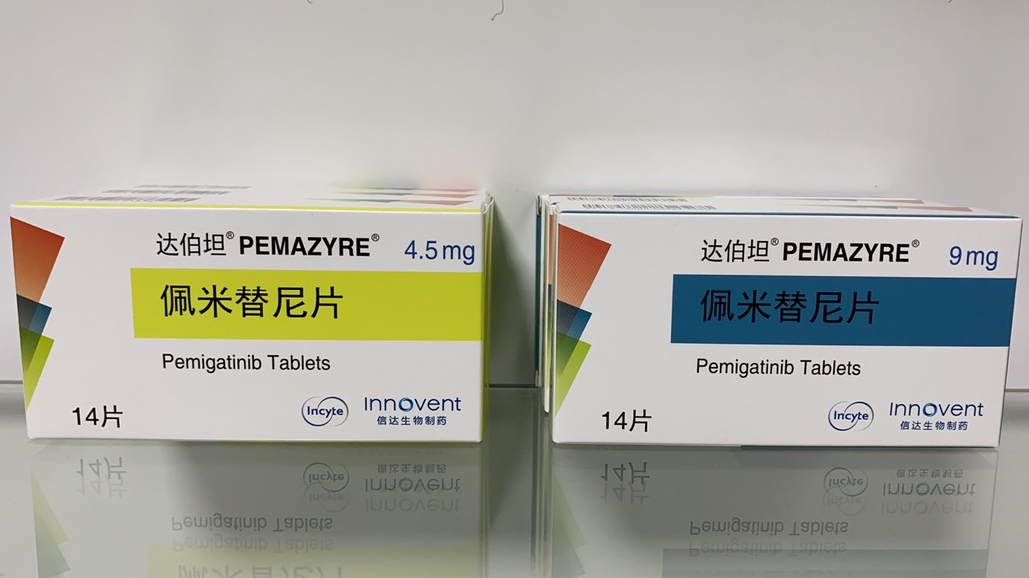 达伯坦® PEMAZYRE® 4.5mg
佩米替尼片
Pemigatinib Tablets
14片
Incyte
Innovent
信达生物制药
达伯坦® PEMAZYRE® 9mg
佩米替尼片
Pemigatinib Tablets
14片
Incyte
Innovent
信达生物制药